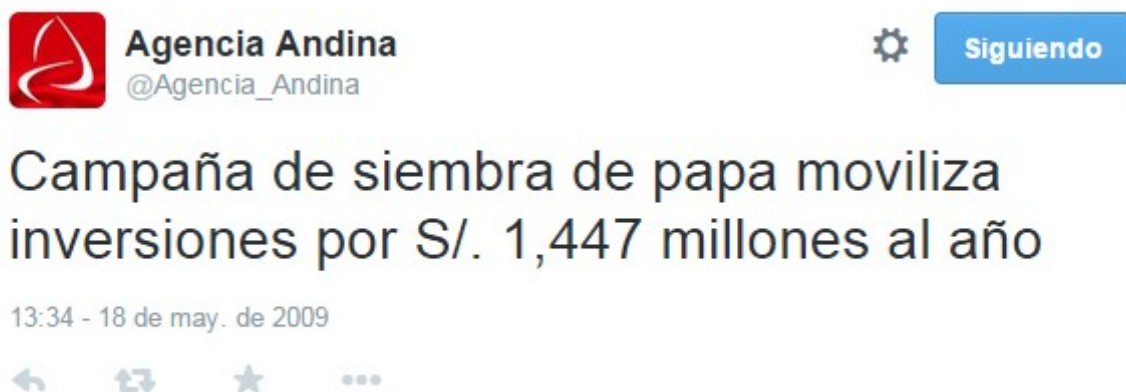 Agencia Andina
@Agencia_Andina
Siguiendo
Campaña de siembra de papa moviliza
inversiones por S/. 1,447 millones al año
13:34 - 18 de may. de 2009